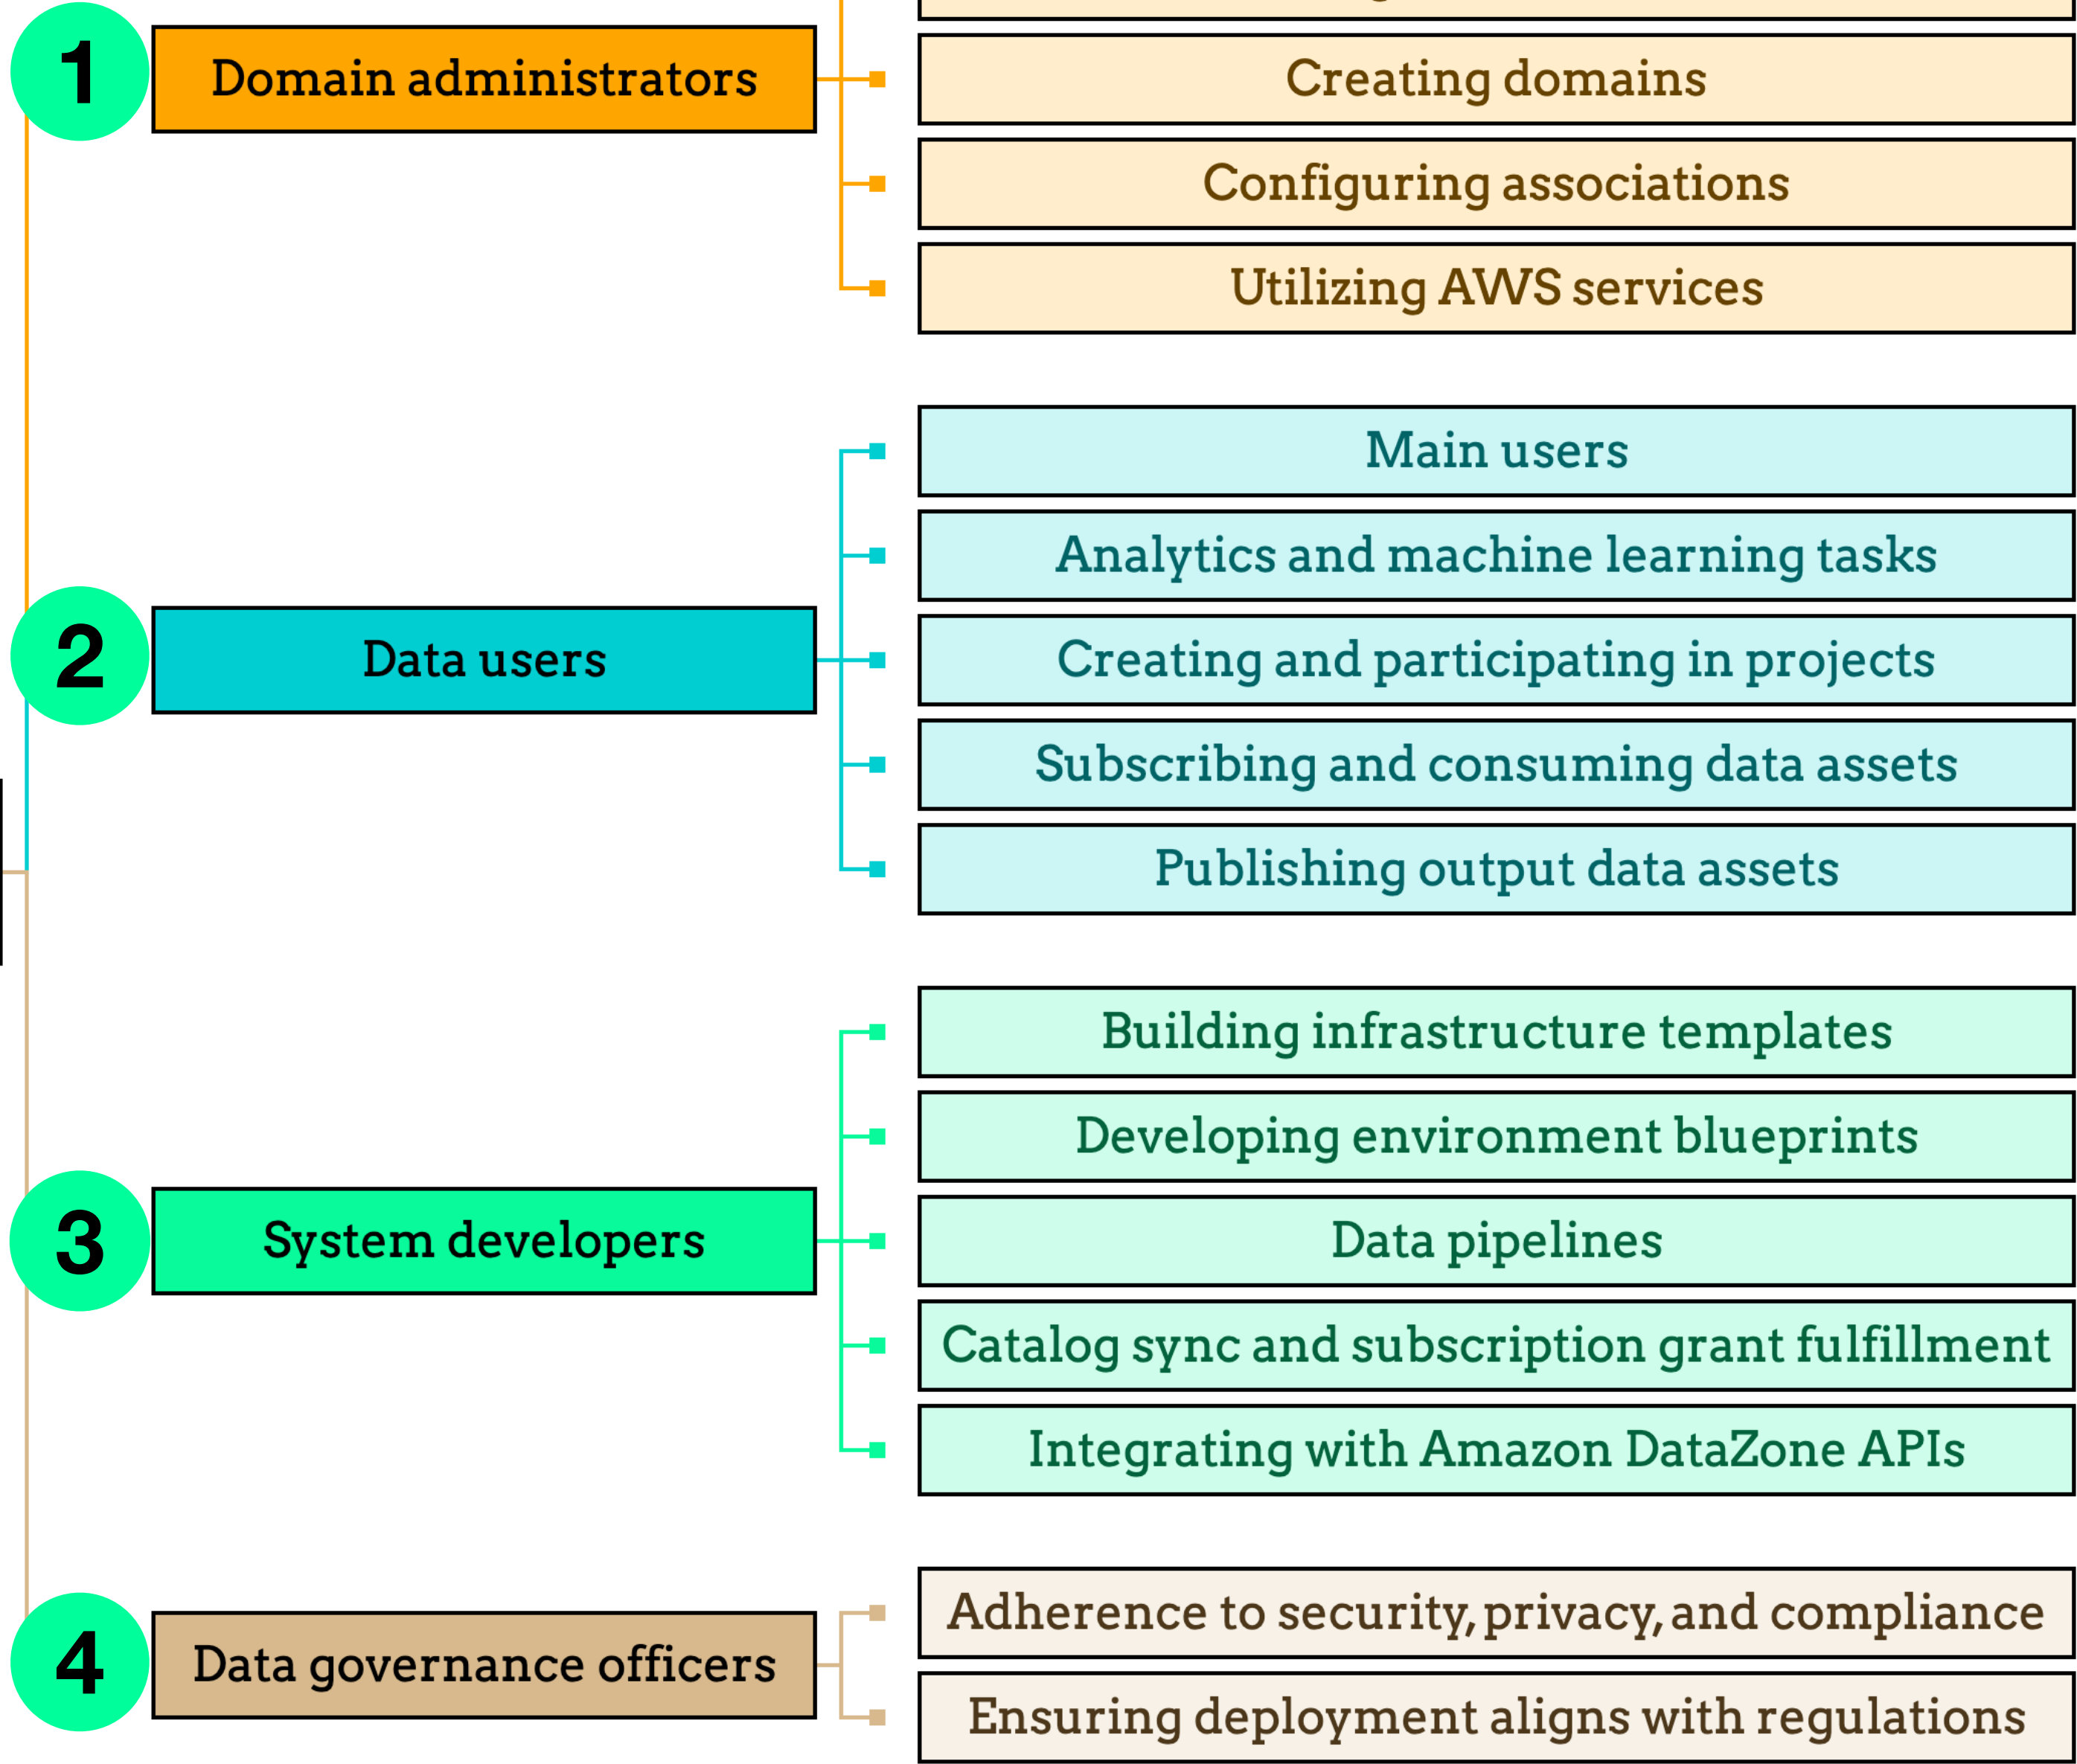 1
Domain administrators
Creating domains
Configuring associations
Utilizing AWS services
2
Data users
Main users
Analytics and machine learning tasks
Creating and participating in projects
Subscribing and consuming data assets
Publishing output data assets
3
System developers
Building infrastructure templates
Developing environment blueprints
Data pipelines
Catalog sync and subscription grant fulfillment
Integrating with Amazon DataZone APIs
4
Data governance officers
Adherence to security, privacy, and compliance
Ensuring deployment aligns with regulations